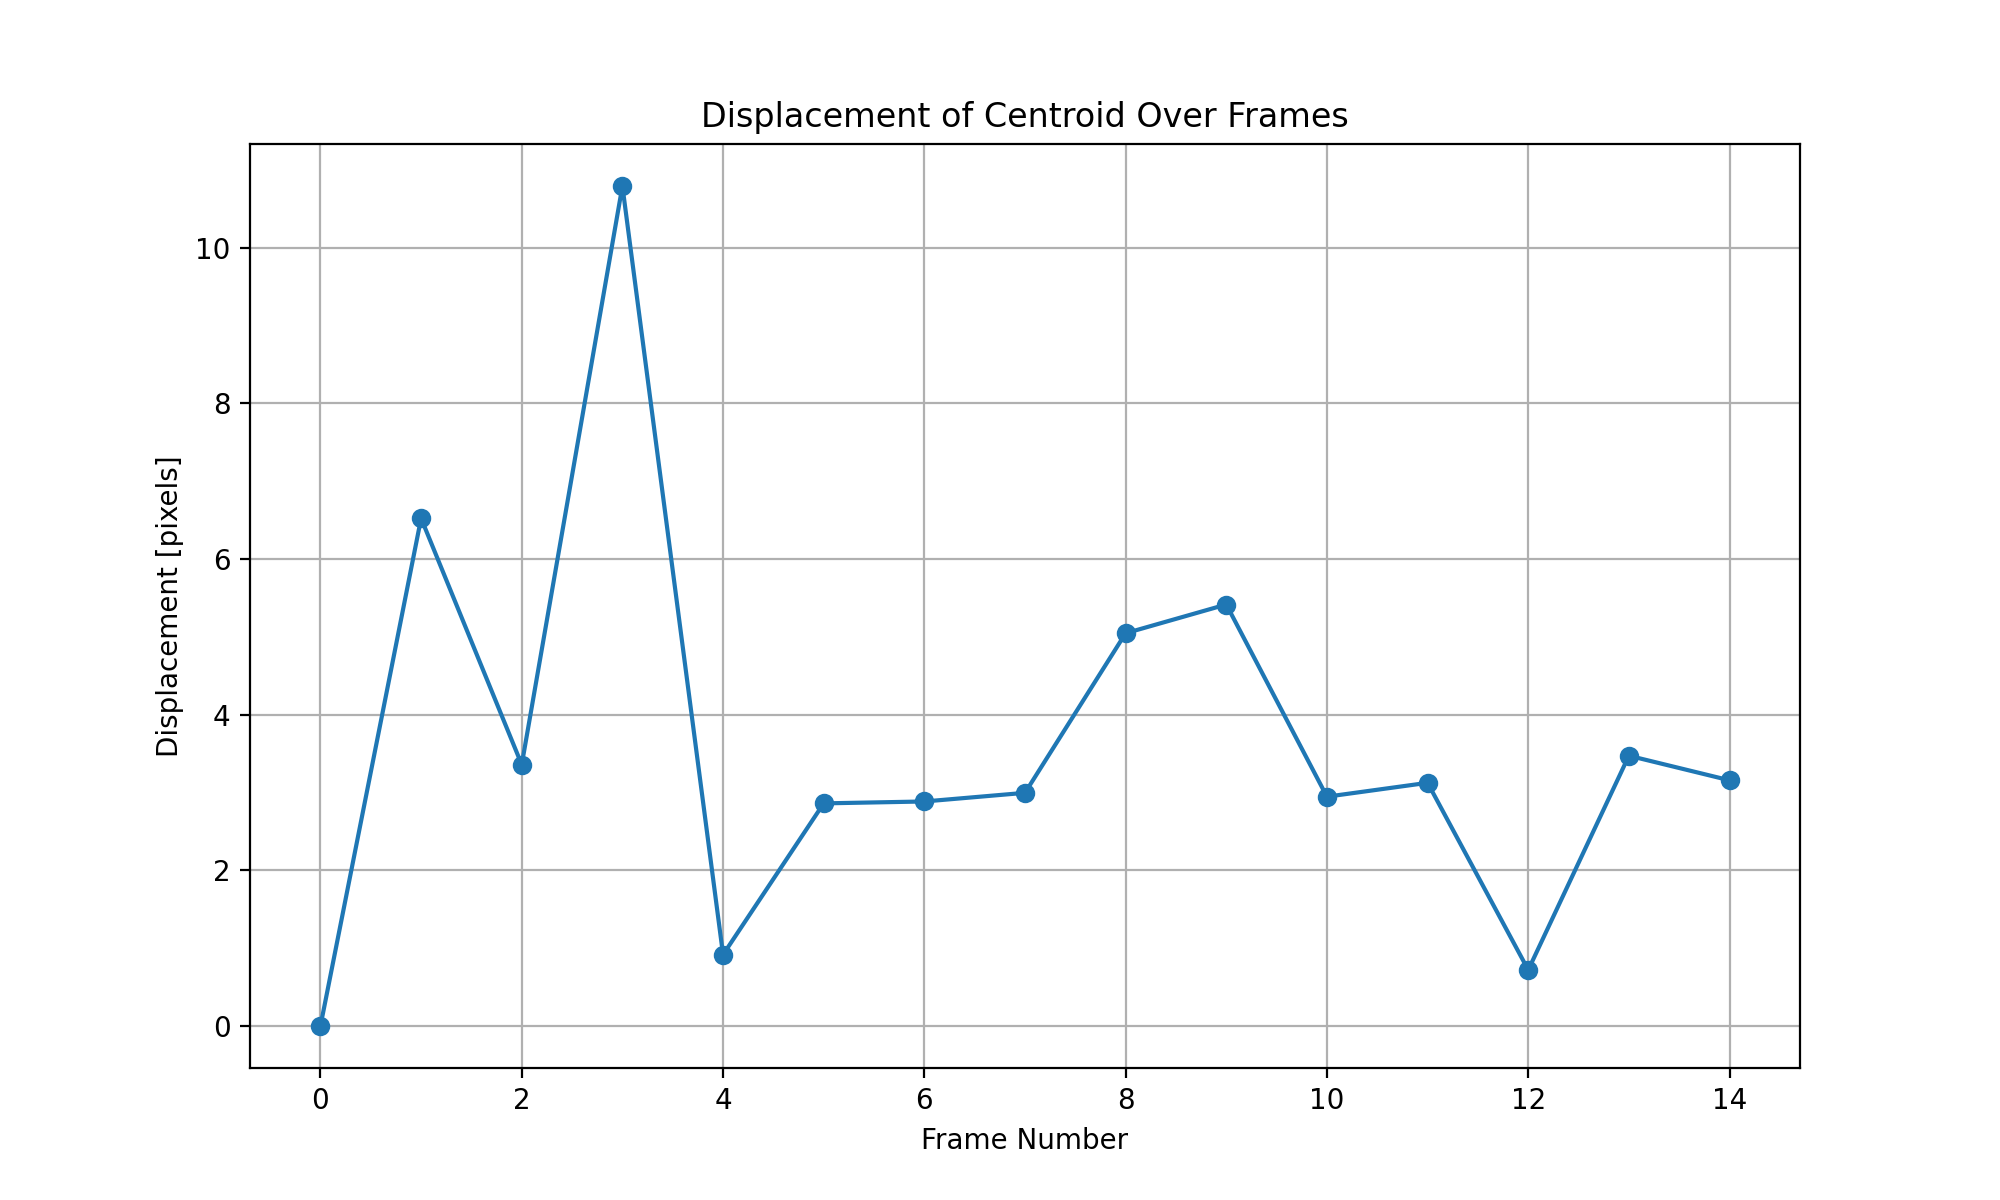 Displacement of Centroid Over Frames
10
8
6
4
2
0
Displacement [pixels]
0 2 4 6 8 10 12 14
Frame Number